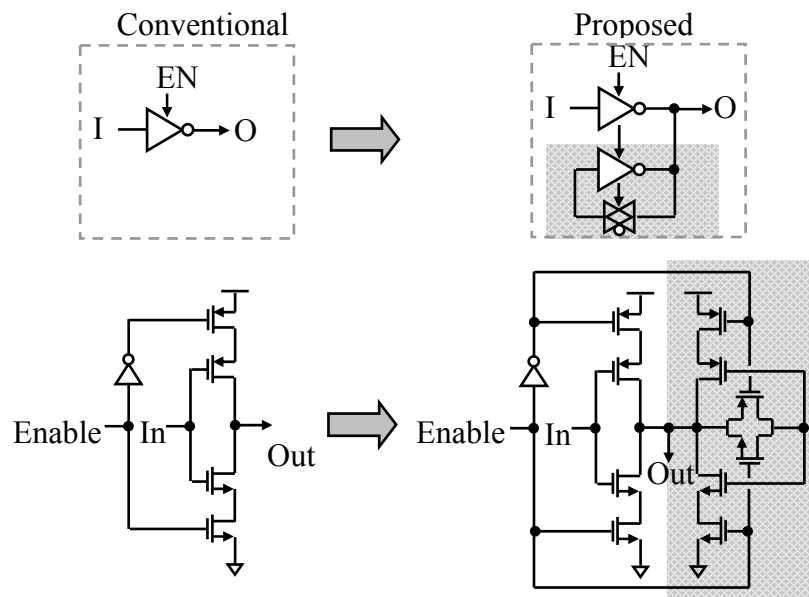 Conventional
Proposed
EN
I
O
EN
I
O
Enable
In
Out
Enable
In
Out